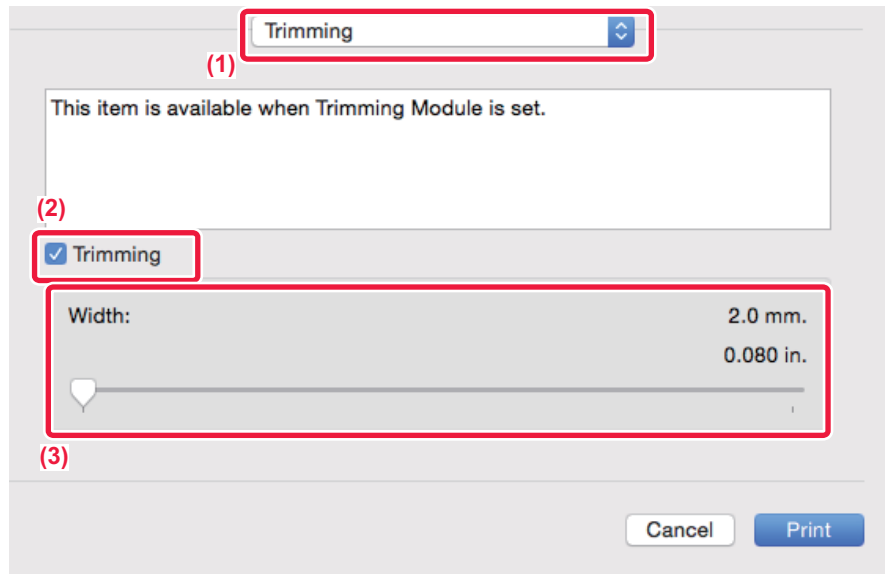 Trimming
(1)
This item is available when Trimming Module is set.
(2)
Trimming
Width: 2.0 mm.
0.080 in.
(3)
Cancel Print